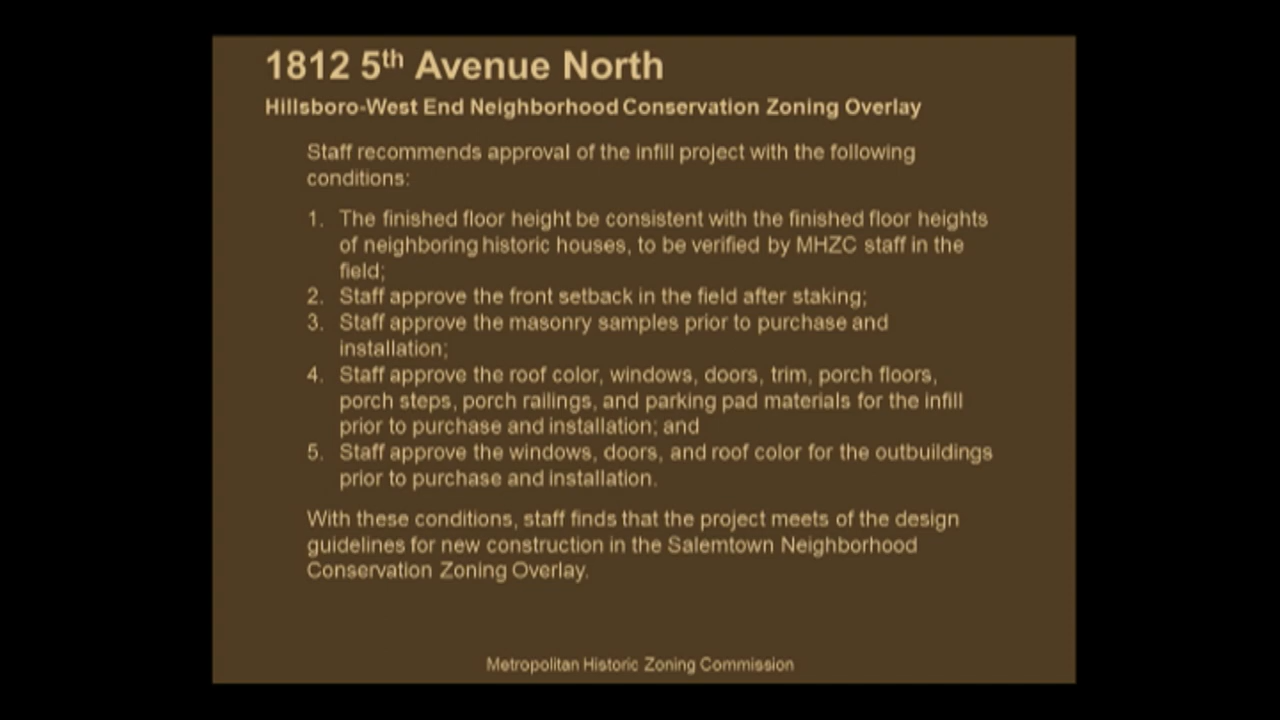 1812 5th Avenue North
Hillsboro-West End Neighborhood Conservation Zoning Overlay
Staff recommends approval of the infill project with the following
conditions:
1. The finished floor height be consistent with the finished floor heights
of neighboring historic houses, to be verified by MHZC staff in the
field;
2. Staff approve the front setback in the field after staking;
3. Staff approve the masonry samples prior to purchase and
installation;
4. Staff approve the roof color, windows, doors, trim, porch floors,
porch steps, porch railings, and parking pad materials for the infill
prior to purchase and installation; and
5. Staff approve the windows, doors, and roof color for the outbuildings
prior to purchase and installation.
With these conditions, staff finds that the project meets of the design
guidelines for new construction in the Salemtown Neighborhood
Conservation Zoning Overlay.
Metropolitan Historic Zoning Commission